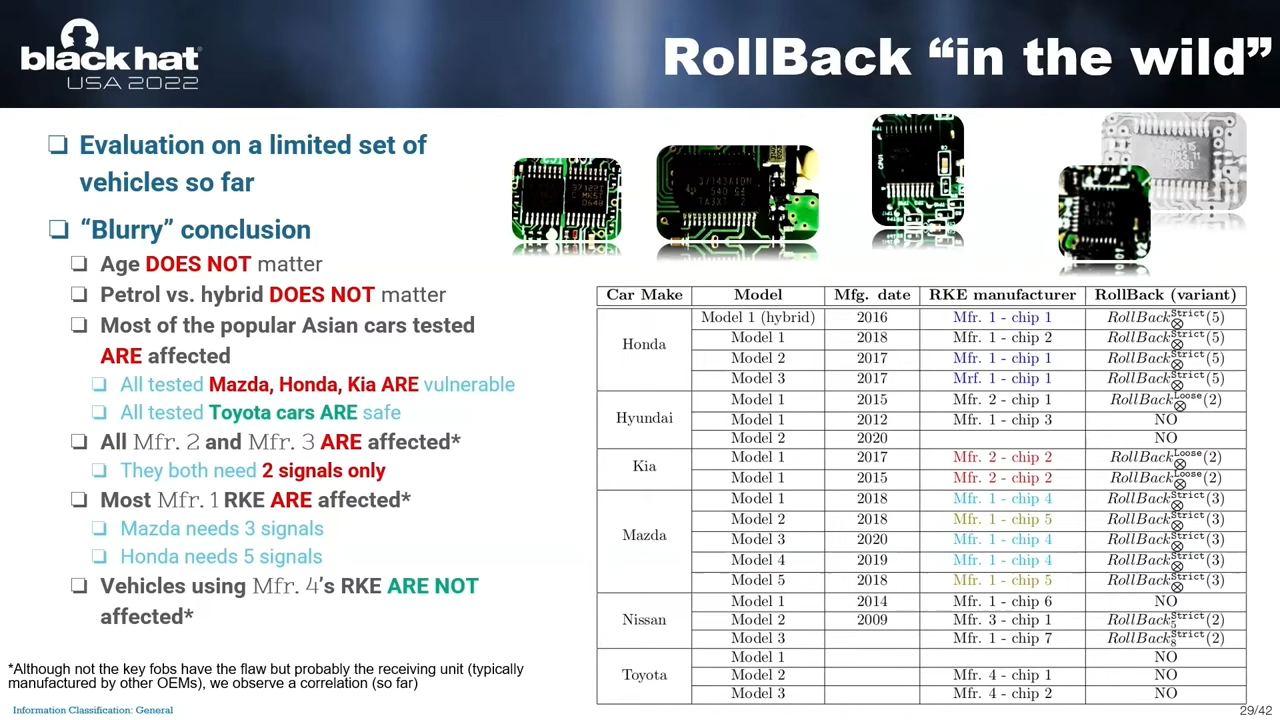 black hat
USA 2022
RollBack “in the wild”
❏ Evaluation on a limited set of
vehicles so far
❏ “Blurry” conclusion
❏ Age DOES NOT matter
❏ Petrol vs. hybrid DOES NOT matter
❏ Most of the popular Asian cars tested
ARE affected
❏ All tested Mazda, Honda, Kia ARE vulnerable
❏ All tested Toyota cars ARE safe
❏ All Mfr. 2 and Mfr. 3 ARE affected*
❏ They both need 2 signals only
❏ Most Mfr. 1 RKE ARE affected*
❏ Mazda needs 3 signals
❏ Honda needs 5 signals
❏ Vehicles using Mfr. 4’s RKE ARE NOT
affected*
*Although not the key fobs have the flaw but probably the receiving unit (typically
manufactured by other OEMs), we observe a correlation (so far)
Information Classification: General
37143AIDN
Car Make Model Mfg. date RKE manufacturer RollBack (variant)
Honda
Model 1 (hybrid) 2016 Mfr. 1 - chip 1 RollBack⊗Strict(5)
Model 1 2018 Mfr. 1 - chip 2 RollBack⊗Strict(5)
Model 2 2017 Mfr. 1 - chip 1 RollBack⊗Strict(5)
Model 3 2017 Mrf. 1 - chip 1 RollBack⊗Strict(5)
Hyundai
Model 1 2015 Mfr. 2 - chip 1 RollBack⊗Loose(2)
Model 1 2012 Mfr. 1 - chip 3 NO
Model 2 2020 NO
Kia
Model 1 2017 Mfr. 2 - chip 2 RollBack⊗Loose(2)
Model 1 2015 Mfr. 2 - chip 2 RollBack⊗Loose(2)
Mazda
Model 1 2018 Mfr. 1 - chip 4 RollBack⊗Strict(3)
Model 2 2018 Mfr. 1 - chip 5 RollBack⊗Strict(3)
Model 3 2020 Mfr. 1 - chip 4 RollBack⊗Strict(3)
Model 4 2019 Mfr. 1 - chip 4 RollBack⊗Strict(3)
Model 5 2018 Mfr. 1 - chip 5 RollBack⊗Strict(3)
Nissan
Model 1 2014 Mfr. 1 - chip 6 NO
Model 2 2009 Mfr. 3 - chip 1 RollBack5Strict(2)
Model 3 Mfr. 1 - chip 7 RollBack8Strict(2)
Toyota
Model 1 NO
Model 2 Mfr. 4 - chip 1 NO
Model 3 Mfr. 4 - chip 2 NO
29/42